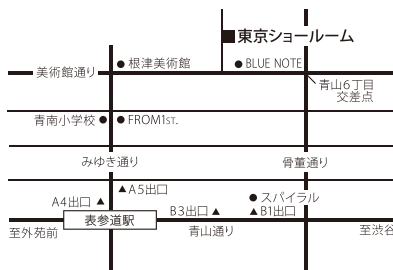 東京ショールーム
根津美術館
BLUE NOTE
美術館通り
青山6丁目
交差点
青南小学校
FROM1ST.
みゆき通り
骨董通り
A5出口
A4出口
スパイラル
B3出口
B1出口
表参道駅
至外苑前
青山通り
至渋谷